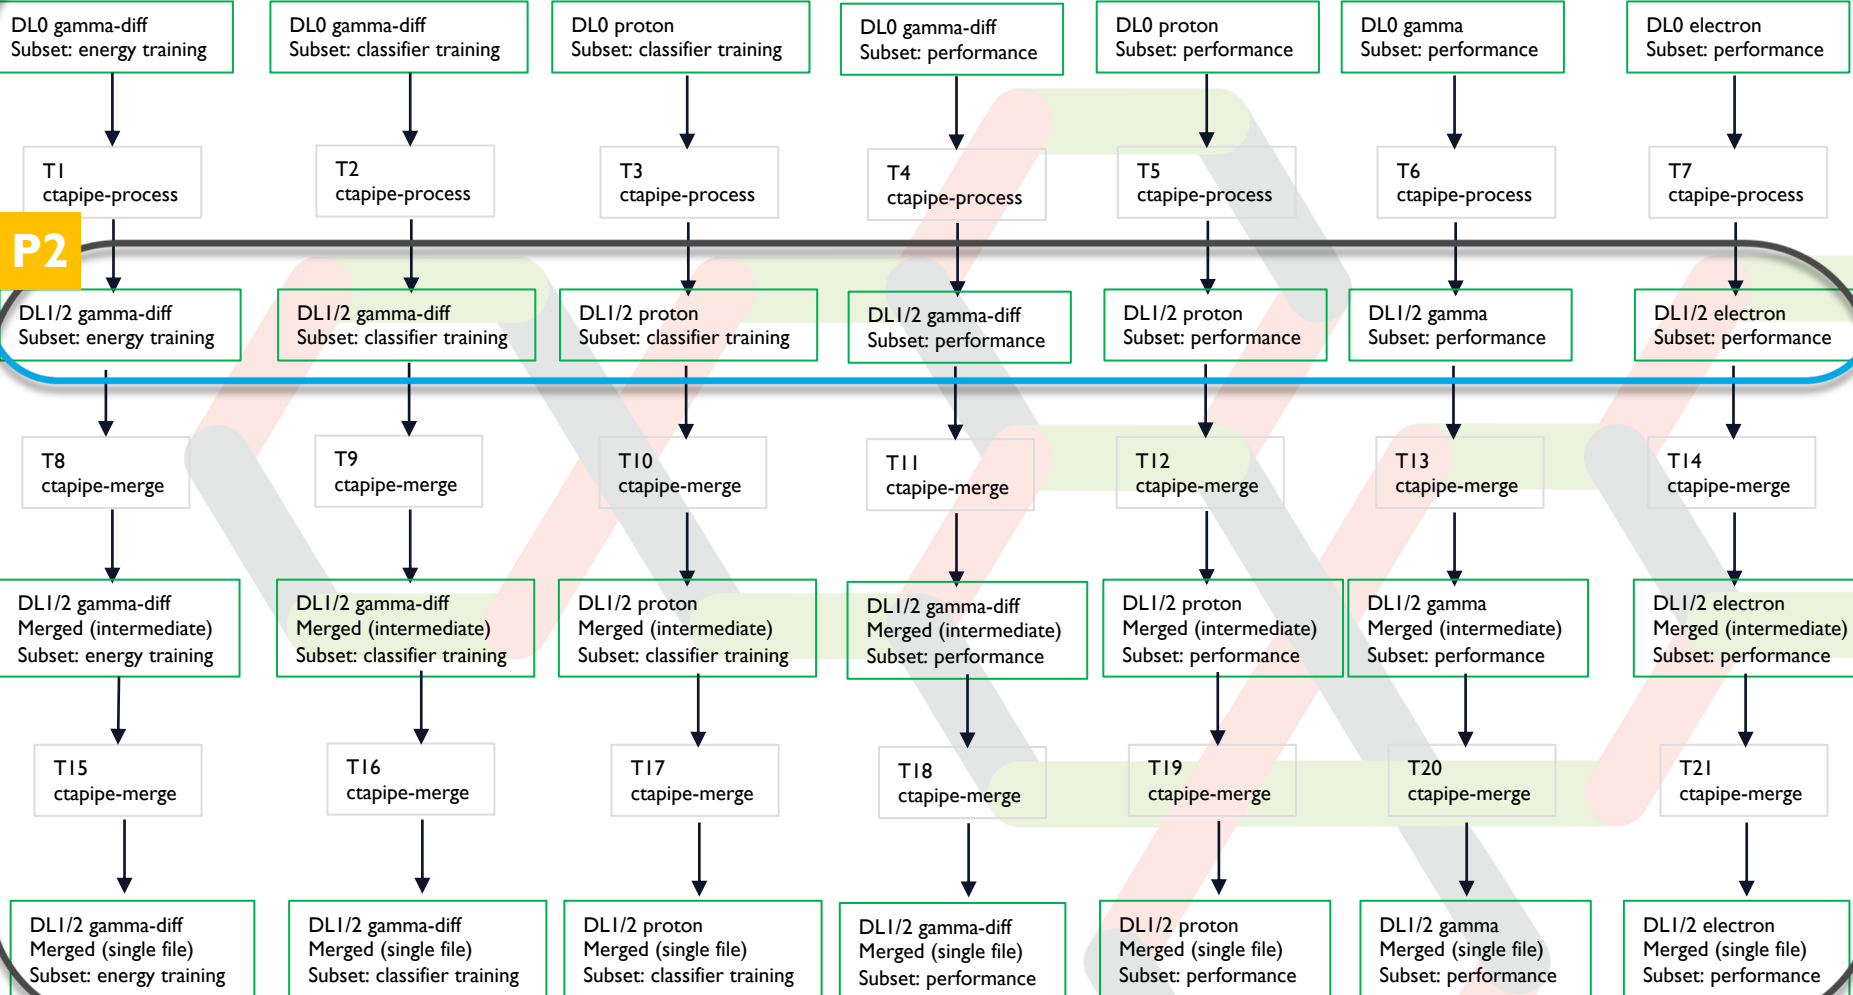 DL0 gamma-diff
Subset: energy training
DL0 gamma-diff
Subset: classifier training
DL0 proton
Subset: classifier training
DL0 gamma-diff
Subset: performance
DL0 proton
Subset: performance
DL0 gamma
Subset: performance
DL0 electron
Subset: performance
T1
ctapipe-process
T2
ctapipe-process
T3
ctapipe-process
T4
ctapipe-process
T5
ctapipe-process
T6
ctapipe-process
T7
ctapipe-process
P2
DL1/2 gamma-diff
Subset: energy training
DL1/2 gamma-diff
Subset: classifier training
DL1/2 proton
Subset: classifier training
DL1/2 gamma-diff
Subset: performance
DL1/2 proton
Subset: performance
DL1/2 gamma
Subset: performance
DL1/2 electron
Subset: performance
T8
ctapipe-merge
T9
ctapipe-merge
T10
ctapipe-merge
T11
ctapipe-merge
T12
ctapipe-merge
T13
ctapipe-merge
T14
ctapipe-merge
DL1/2 gamma-diff
Merged (intermediate)
Subset: energy training
DL1/2 gamma-diff
Merged (intermediate)
Subset: classifier training
DL1/2 proton
Merged (intermediate)
Subset: classifier training
DL1/2 gamma-diff
Merged (intermediate)
Subset: performance
DL1/2 proton
Merged (intermediate)
Subset: performance
DL1/2 gamma
Merged (intermediate)
Subset: performance
DL1/2 electron
Merged (intermediate)
Subset: performance
T15
ctapipe-merge
T16
ctapipe-merge
T17
ctapipe-merge
T18
ctapipe-merge
T19
ctapipe-merge
T20
ctapipe-merge
T21
ctapipe-merge
DL1/2 gamma-diff
Merged (single file)
Subset: energy training
DL1/2 gamma-diff
Merged (single file)
Subset: classifier training
DL1/2 proton
Merged (single file)
Subset: classifier training
DL1/2 gamma-diff
Merged (single file)
Subset: performance
DL1/2 proton
Merged (single file)
Subset: performance
DL1/2 gamma
Merged (single file)
Subset: performance
DL1/2 electron
Merged (single file)
Subset: performance